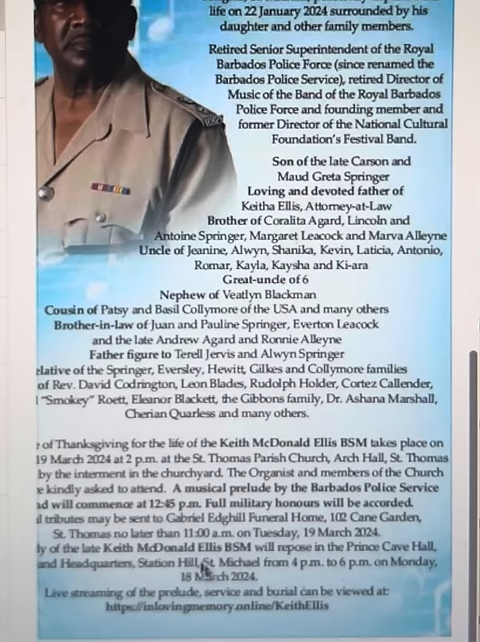 life on 22 January 2024 surrounded by his
daughter and other family members.
Retired Senior Superintendent of the Royal
Barbados Police Force (since renamed the
Barbados Police Service), retired Director of
Music of the Band of the Royal Barbados
Police Force and founding member and
former Director of the National Cultural
Foundation's Festival Band.
Son of the late Carson and
Maud Greta Springer
Loving and devoted father of
Keitha Ellis, Attorney-at-Law
Brother of Coralita Agard, Lincoln and
Antoine Springer, Margaret Leacock and Marva Alleyne
Uncle of Jeanine, Alwyn, Shanika, Kevin, Laticia, Antonio,
Romar, Kayla, Kaysha and Ki-ara
Great-uncle of 6
Nephew of Veatlyn Blackman
Cousin of Patsy and Basil Collymore of the USA and many others
Brother-in-law of Juan and Pauline Springer, Everton Leacock
and the late Andrew Agard and Ronnie Alleyne
Father figure to Terell Jervis and Alwyn Springer
elative of the Springer, Eversley, Hewitt, Gilkes and Collymore families
of Rev. David Codrington, Leon Blades, Rudolph Holder, Cortez Callender,
"Smokey" Roett, Eleanor Blackett, the Gibbons family, Dr. Ashana Marshall,
Cherian Quarless and many others.
e of Thanksgiving for the life of the Keith McDonald Ellis BSM takes place on
19 March 2024 at 2 p.m. at the St. Thomas Parish Church, Arch Hall, St. Thomas
by the interment in the churchyard. The Organist and members of the Church
e kindly asked to attend. A musical prelude by the Barbados Police Service
nd will commence at 12:45 p.m. Full military honours will be accorded.
l tributes may be sent to Gabriel Edghill Funeral Home, 102 Cane Garden,
St. Thomas no later than 11:00 a.m. on Tuesday, 19 March 2024.
ly of the late Keith McDonald Ellis BSM will repose in the Prince Cave Hall,
and Headquarters, Station Hill, St. Michael from 4 p.m. to 6 p.m. on Monday,
18 March 2024.
Live streaming of the prelude, service and burial can be viewed at:
https://inlovingmemory.online/KeithEllis